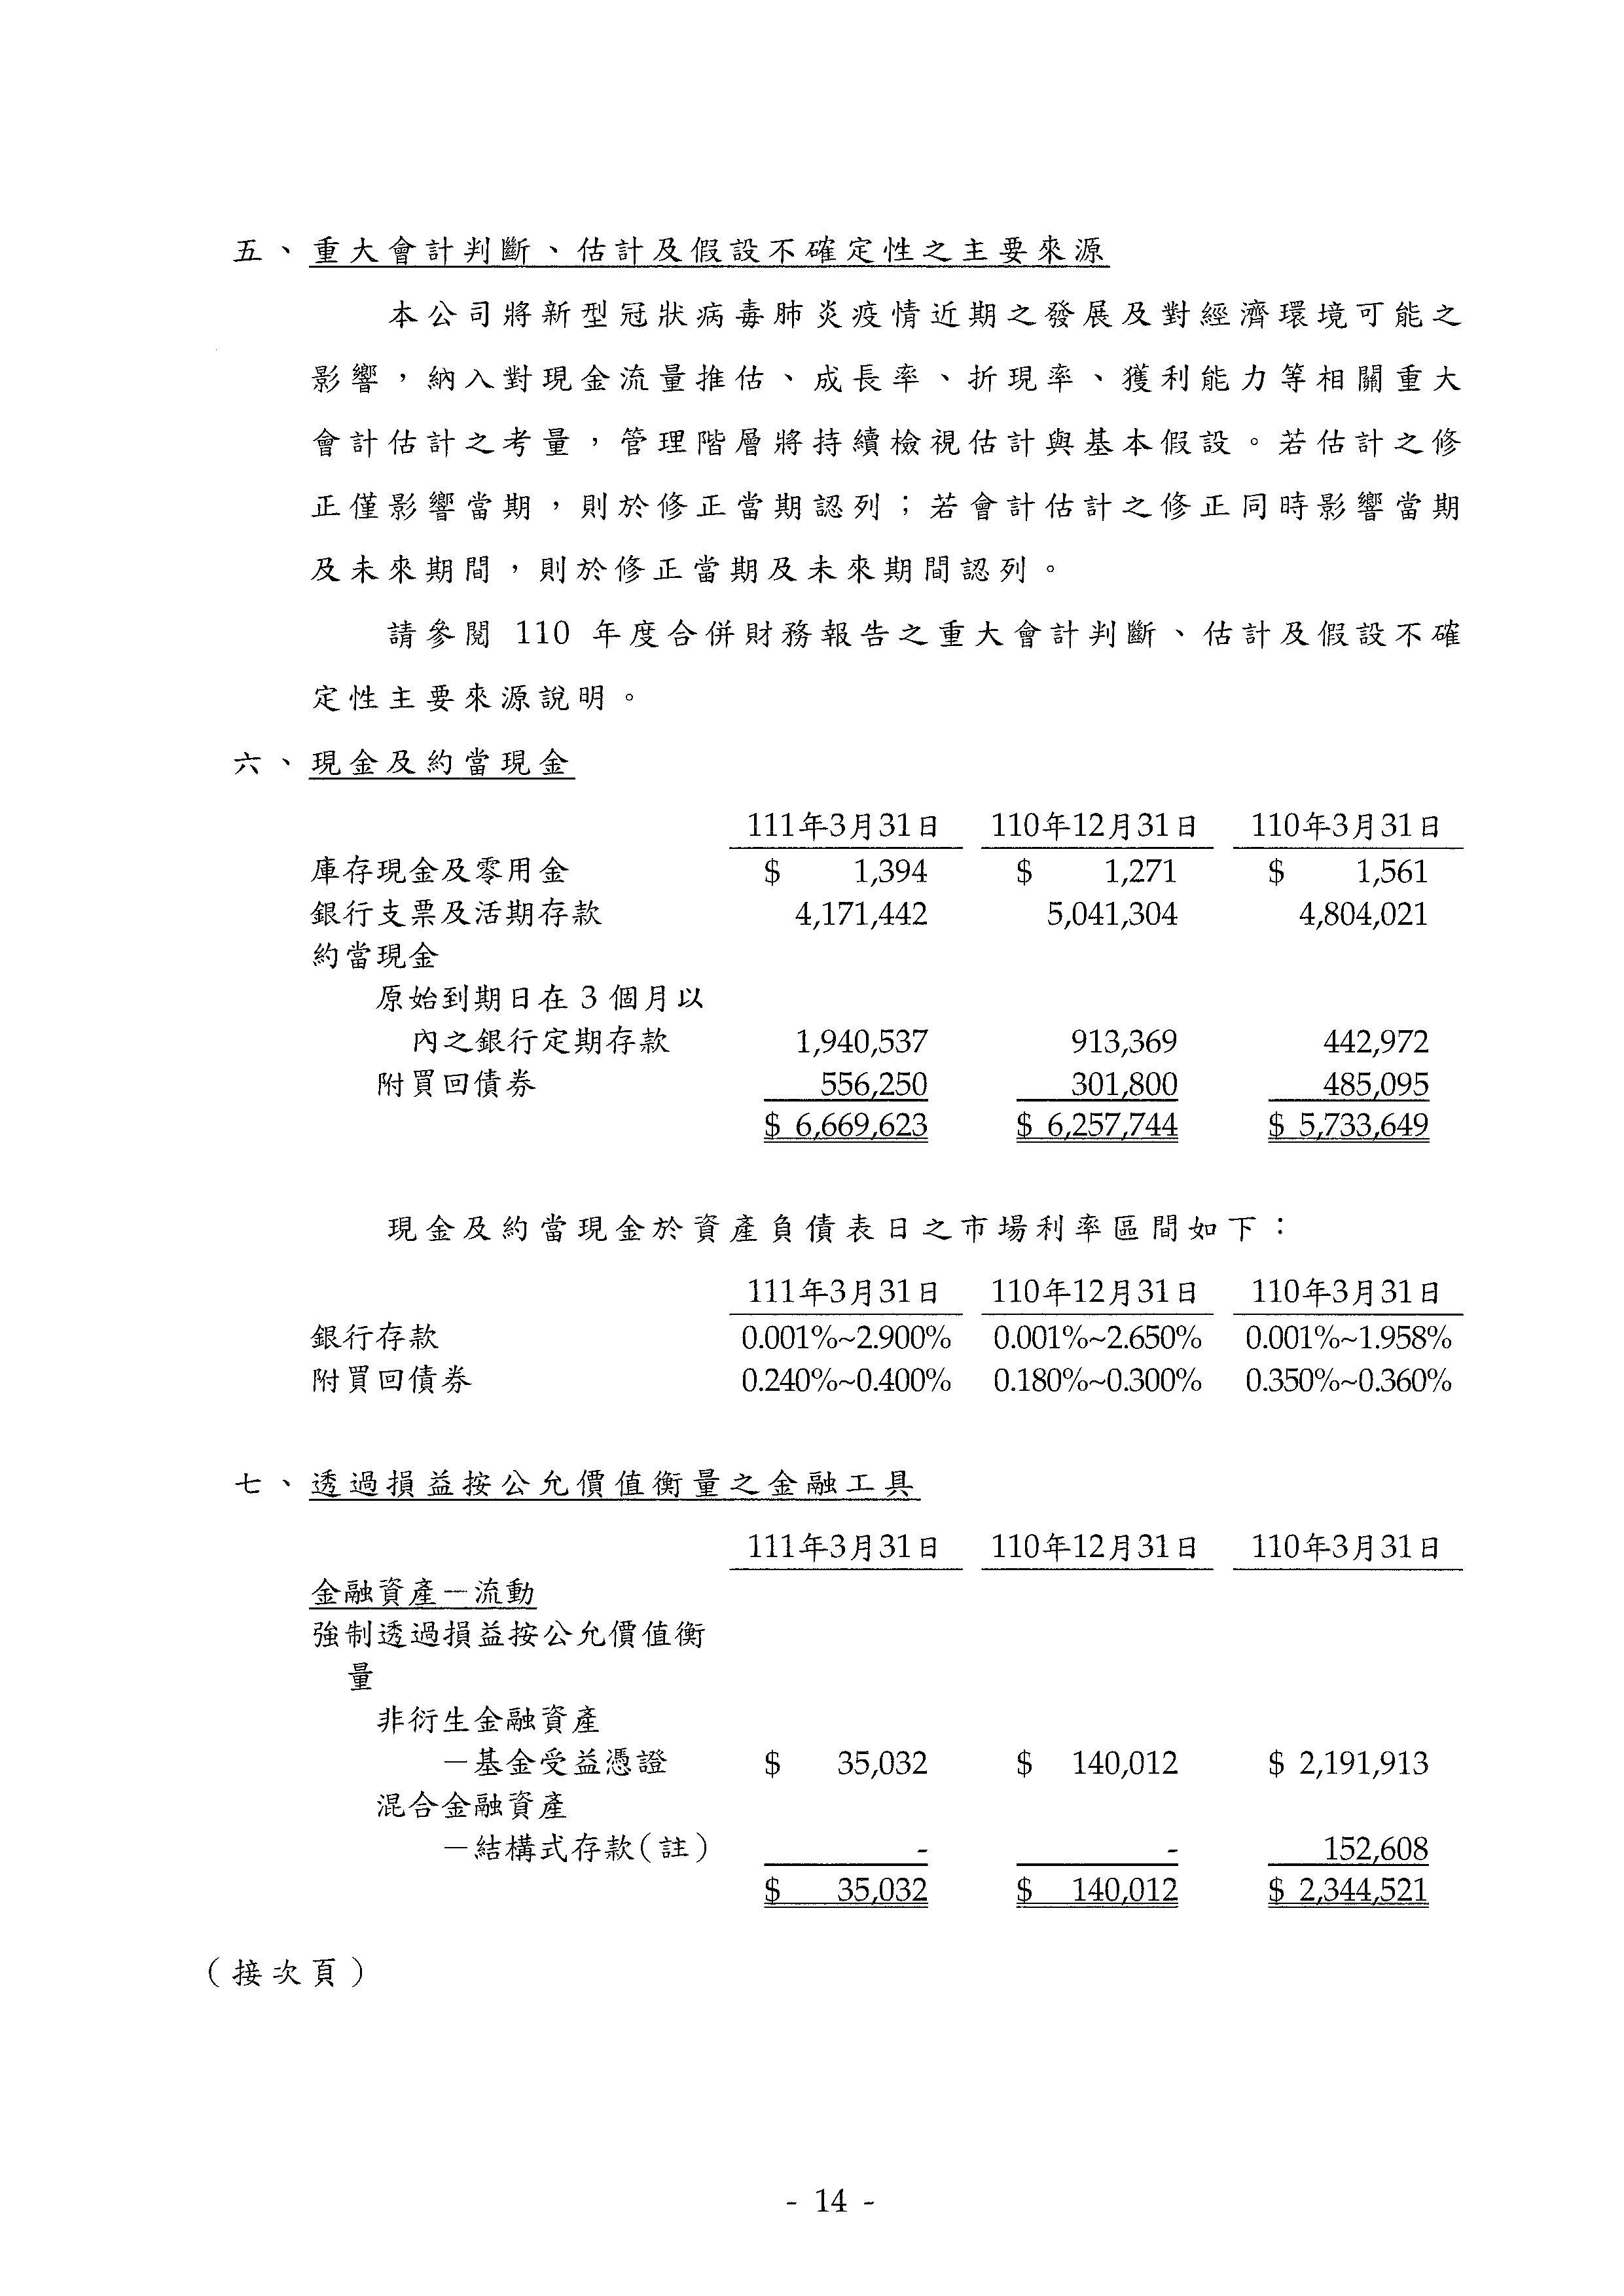 五、重大會計判斷、估計及假設不確定性之主要來源
本公司將新型冠狀病毒肺炎疫情近期之發展及對經濟環境可能之
影響，納入對現金流量推估、成長率、折現率、獲利能力等相關重大
會計估計之考量，管理階層將持續檢視估計與基本假設。若估計之修
正僅影響當期，則於修正當期認列；若會計估計之修正同時影響當期
及未來期間，則於修正當期及未來期間認列。
請參閱 110 年度合併財務報告之重大會計判斷、估計及假設不確
定性主要來源說明。
六、現金及約當現金
111年3月31日 110年12月31日 110年3月31日
庫存現金及零用金 $ 1,394 $ 1,271 $ 1,561
銀行支票及活期存款 4,171,442 5,041,304 4,804,021
約當現金
原始到期日在 3 個月以
內之銀行定期存款 1,940,537 913,369 442,972
附買回債券 556,250 301,800 485,095
$ 6,669,623 $ 6,257,744 $ 5,733,649
現金及約當現金於資產負債表日之市場利率區間如下：
111年3月31日 110年12月31日 110年3月31日
銀行存款 0.001%~2.900% 0.001%~2.650% 0.001%~1.958%
附買回債券 0.240%~0.400% 0.180%~0.300% 0.350%~0.360%
七、透過損益按公允價值衡量之金融工具
111年3月31日 110年12月31日 110年3月31日
金融資產－流動
強制透過損益按公允價值衡
量
非衍生金融資產
－基金受益憑證 $ 35,032 $ 140,012 $ 2,191,913
混合金融資產
－結構式存款(註) - - 152,608
$ 35,032 $ 140,012 $ 2,344,521
（接次頁）
- 14 -